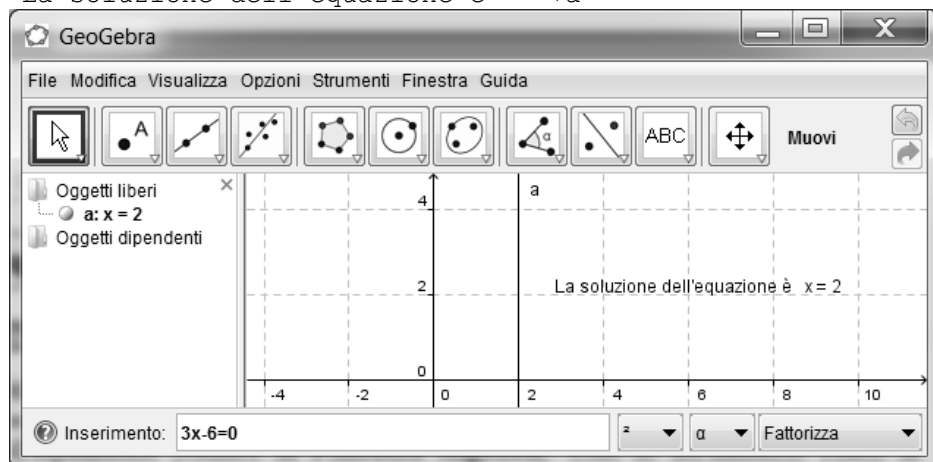 GeoGebra
File Modifica Visualizza Opzioni Strumenti Finestra Guida
A
α
ABC
Muovi
Oggetti liberi
a: x = 2
Oggetti dipendenti
a
4
2
0
La soluzione dell'equazione è x = 2
-4 -2 0 2 4 6 8 10
Inserimento: 3x-6=0
² α Fattorizza